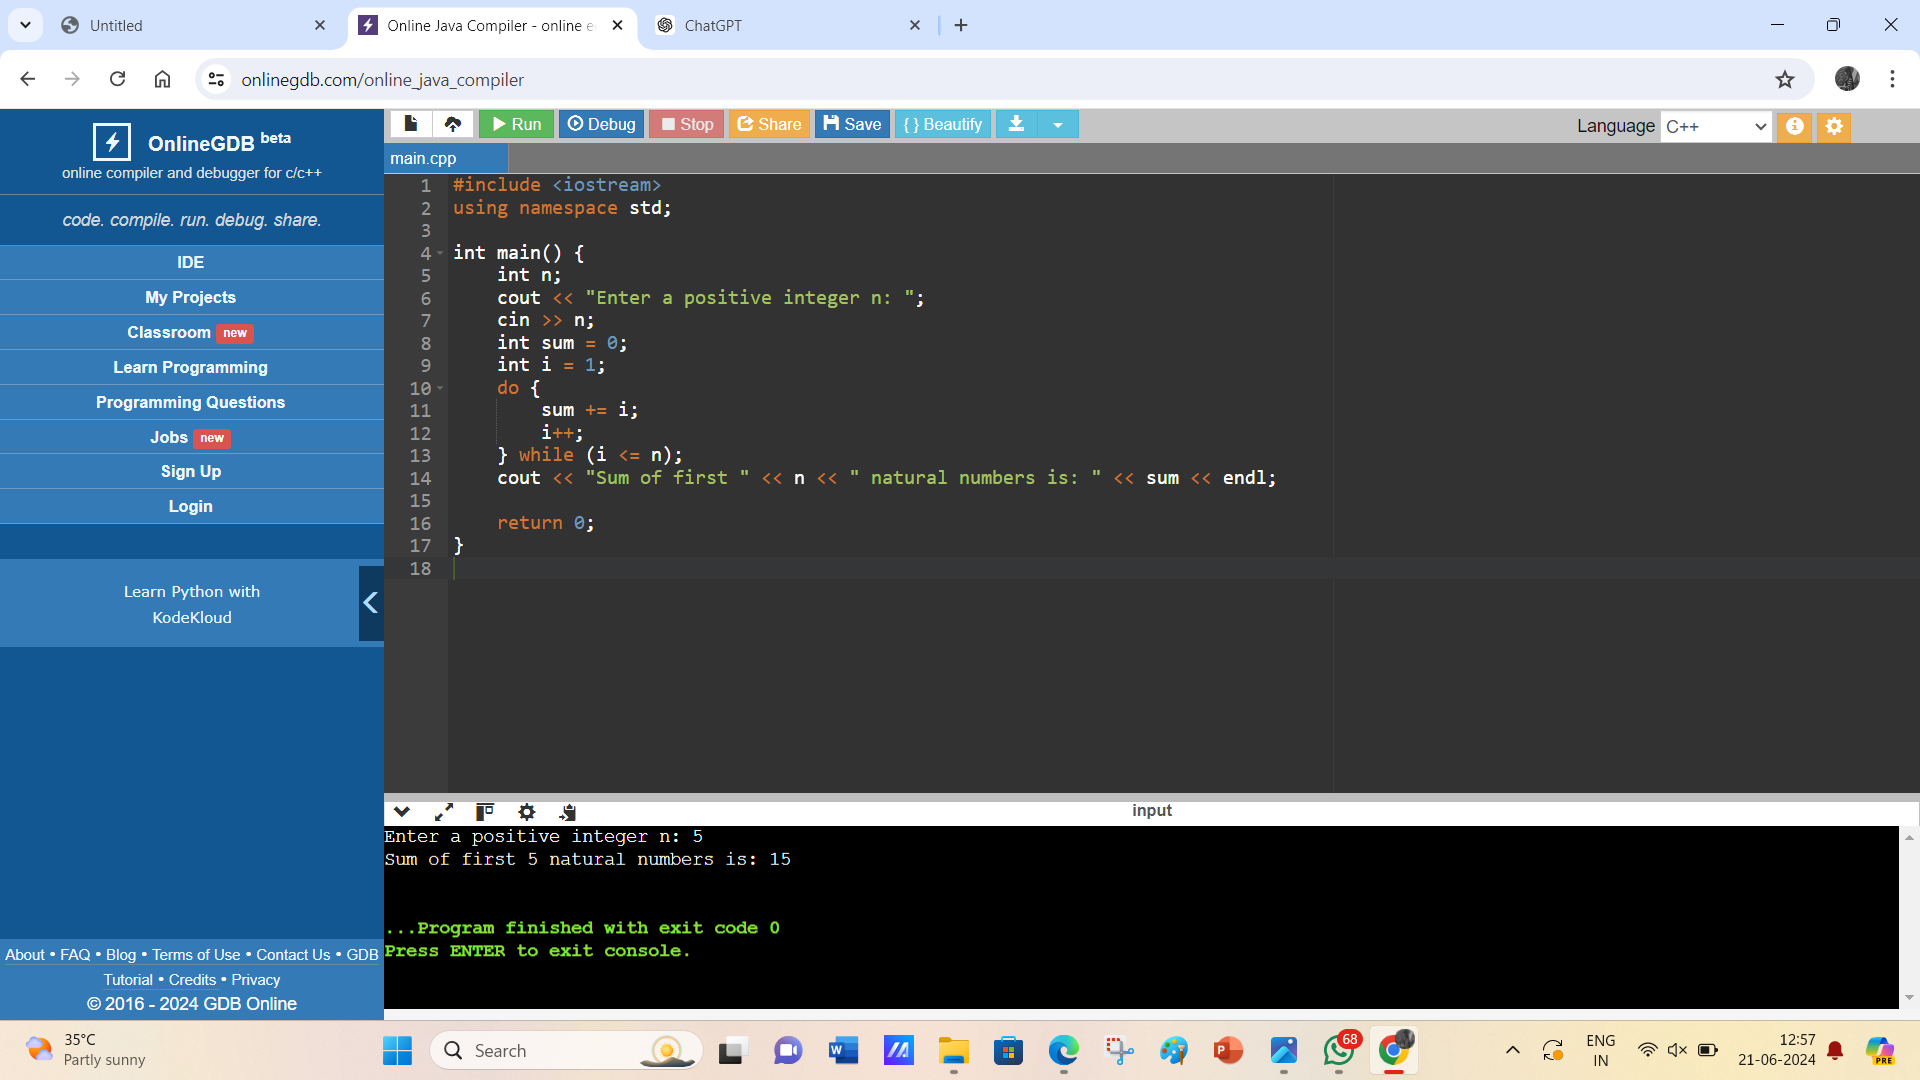 Untitled
Online Java Compiler - online e
ChatGPT
onlinegdb.com/online_java_compiler
OnlineGDB beta
online compiler and debugger for c/c++
code. compile. run. debug. share.
IDE
My Projects
Classroom new
Learn Programming
Programming Questions
Jobs new
Sign Up
Login
Learn Python with
KodeKloud
About • FAQ • Blog • Terms of Use • Contact Us • GDB
Tutorial • Credits • Privacy
© 2016 - 2024 GDB Online
Run Debug Stop Share Save { } Beautify Language C++
main.cpp
1 #include <iostream>
2 using namespace std;
3
4 int main() {
5     int n;
6     cout << "Enter a positive integer n: ";
7     cin >> n;
8     int sum = 0;
9     int i = 1;
10     do {
11         sum += i;
12         i++;
13     } while (i <= n);
14     cout << "Sum of first " << n << " natural numbers is: " << sum << endl;
15
16     return 0;
17 }
18
input
Enter a positive integer n: 5
Sum of first 5 natural numbers is: 15
...Program finished with exit code 0
Press ENTER to exit console.
35°C
Partly sunny
Search
68
ENG
IN
12:57
21-06-2024
PRE